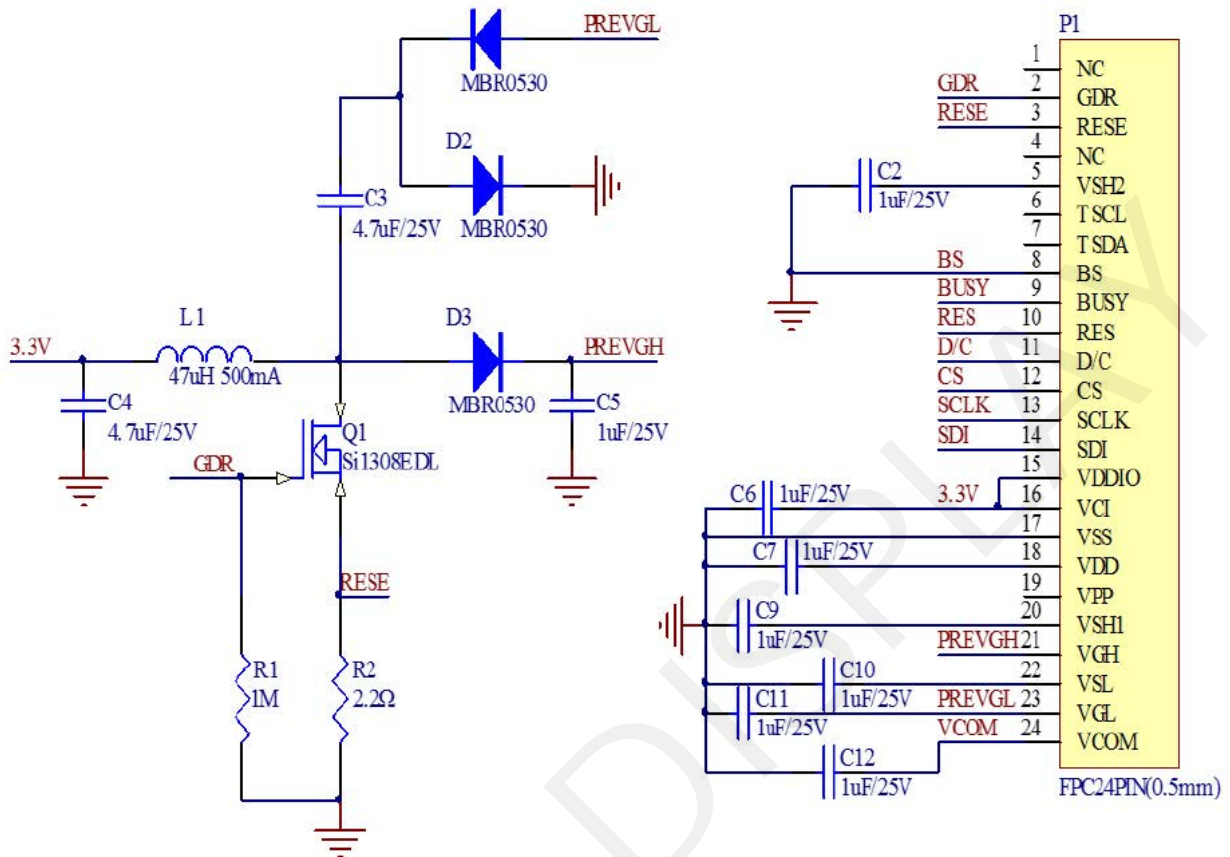 PREVGL
MBR0530
D2
C3
4.7uF/25V
MBR0530
L1
3.3V
47uH 500mA
D3
PREVGH
MBR0530
C4
4.7uF/25V
C5
1uF/25V
Q1
Si1308EDL
GDR
RESE
R1
1M
R2
2.2Ω
P1
1 NC
GDR 2 GDR
RESE 3 RESE
4 NC
C2
1uF/25V
5 VSH2
6 TSCL
7 TSDA
BS 8 BS
BUSY 9 BUSY
RES 10 RES
D/C 11 D/C
CS 12 CS
SCLK 13 SCLK
SDI 14 SDI
15 VDDIO
C6 1uF/25V 3.3V 16 VCI
17 VSS
C7 1uF/25V 18 VDD
19 VPP
C9
1uF/25V
20 VSH1
PREVGH 21 VGH
C10
1uF/25V
22 VSL
C11
1uF/25V
PREVGL 23 VGL
VCOM 24 VCOM
C12
1uF/25V
FPC24PIN(0.5mm)
DISPLAY